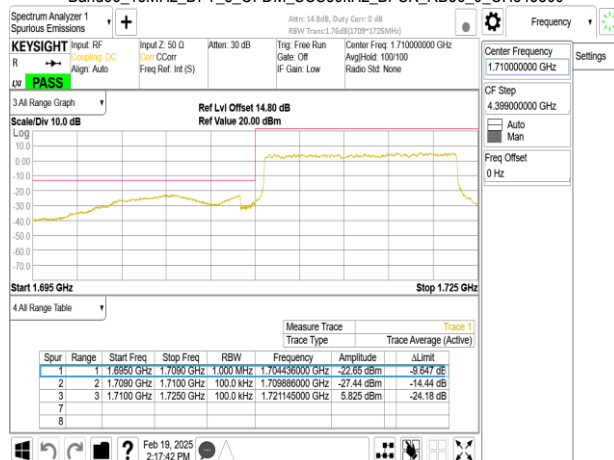 Spectrum Analyzer 1
Spurious Emissions
Attn: 14.8dB, Duty Corr: 0 dB
Frequency
Settings
KEYSIGHT
Input: RF
Coupling: DC
Align: Auto
Input Z: 50 Ω
Corr CCorr
Freq Ref: Int (S)
Atten: 30 dB
Trig: Free Run
Gate: Off
IF Gain: Low
Center Freq: 1.710000000 GHz
Avg|Hold: 100/100
Radio Std: None
R
LXI
PASS
Center Frequency
1.710000000 GHz
CF Step
4.399000000 GHz
Auto
Man
Freq Offset
0 Hz
3 All Range Graph
Ref Lvl Offset 14.80 dB
Scale/Div 10.0 dB
Ref Value 20.00 dBm
Log
10.0
0.00
-10.0
-20.0
-30.0
-40.0
-50.0
-60.0
-70.0
Start 1.695 GHz
Stop 1.725 GHz
4 All Range Table
Measure Trace Trace 1
Trace Type Trace Average (Active)
Spur Range Start Freq Stop Freq RBW Frequency Amplitude ΔLimit
1 1 1.6950 GHz 1.7090 GHz 1.000 MHz 1.704436000 GHz -22.65 dBm -9.647 dB
2 2 1.7090 GHz 1.7100 GHz 100.0 kHz 1.709886000 GHz -27.44 dBm -14.44 dB
3 3 1.7100 GHz 1.7250 GHz 100.0 kHz 1.721145000 GHz 5.825 dBm -24.18 dB
7
8
Feb 19, 2025
2:17:42 PM